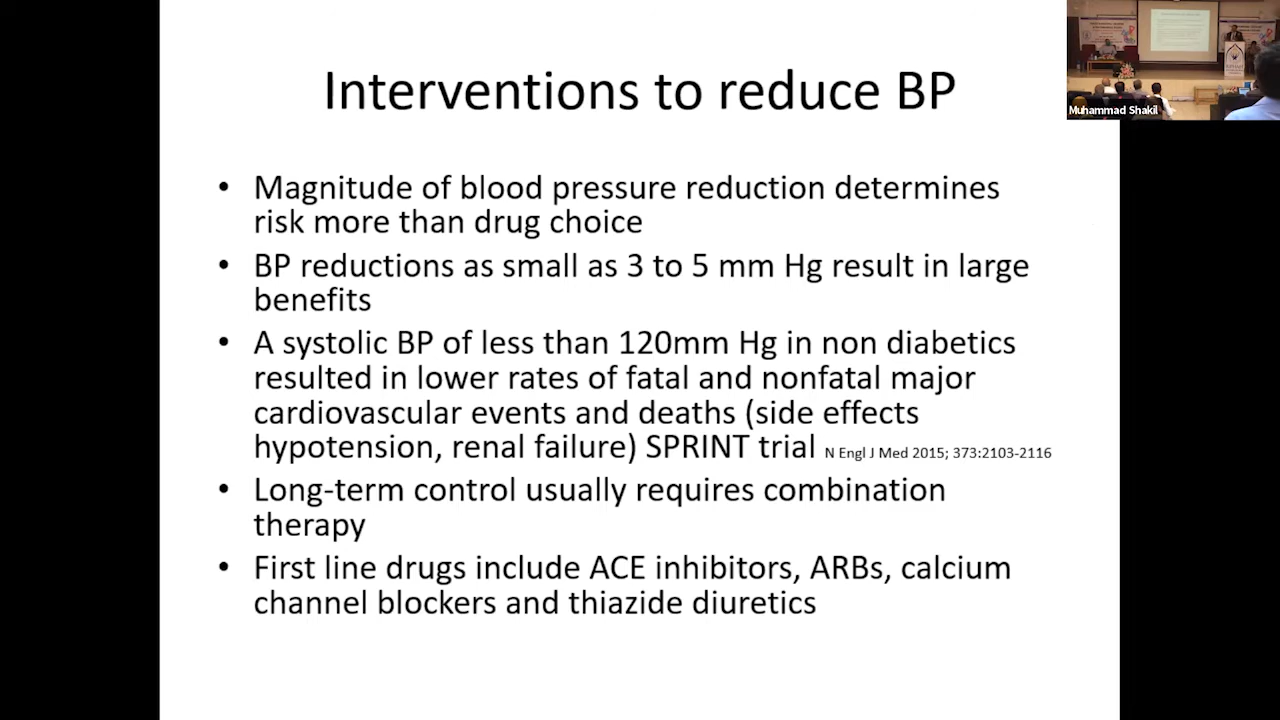 Interventions to reduce BP
Muhammad Shakil
• Magnitude of blood pressure reduction determines
risk more than drug choice
• BP reductions as small as 3 to 5 mm Hg result in large
benefits
• A systolic BP of less than 120mm Hg in non diabetics
resulted in lower rates of fatal and nonfatal major
cardiovascular events and deaths (side effects
hypotension, renal failure) SPRINT trial N Engl J Med 2015; 373:2103-2116
• Long-term control usually requires combination
therapy
• First line drugs include ACE inhibitors, ARBs, calcium
channel blockers and thiazide diuretics